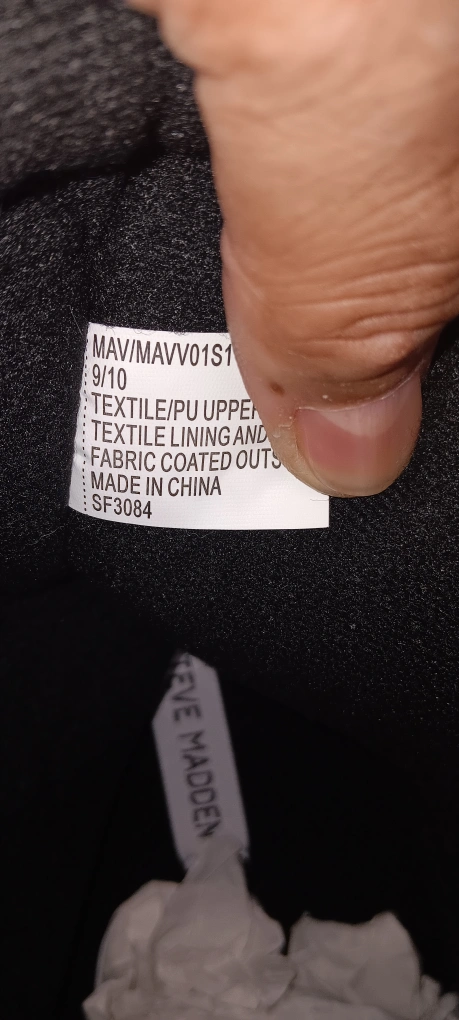 MAV/MAVV01S1
9/10
TEXTILE/PU UPPER
TEXTILE LINING AND
FABRIC COATED OUTS
MADE IN CHINA
SF3084
STEVE MADDEN